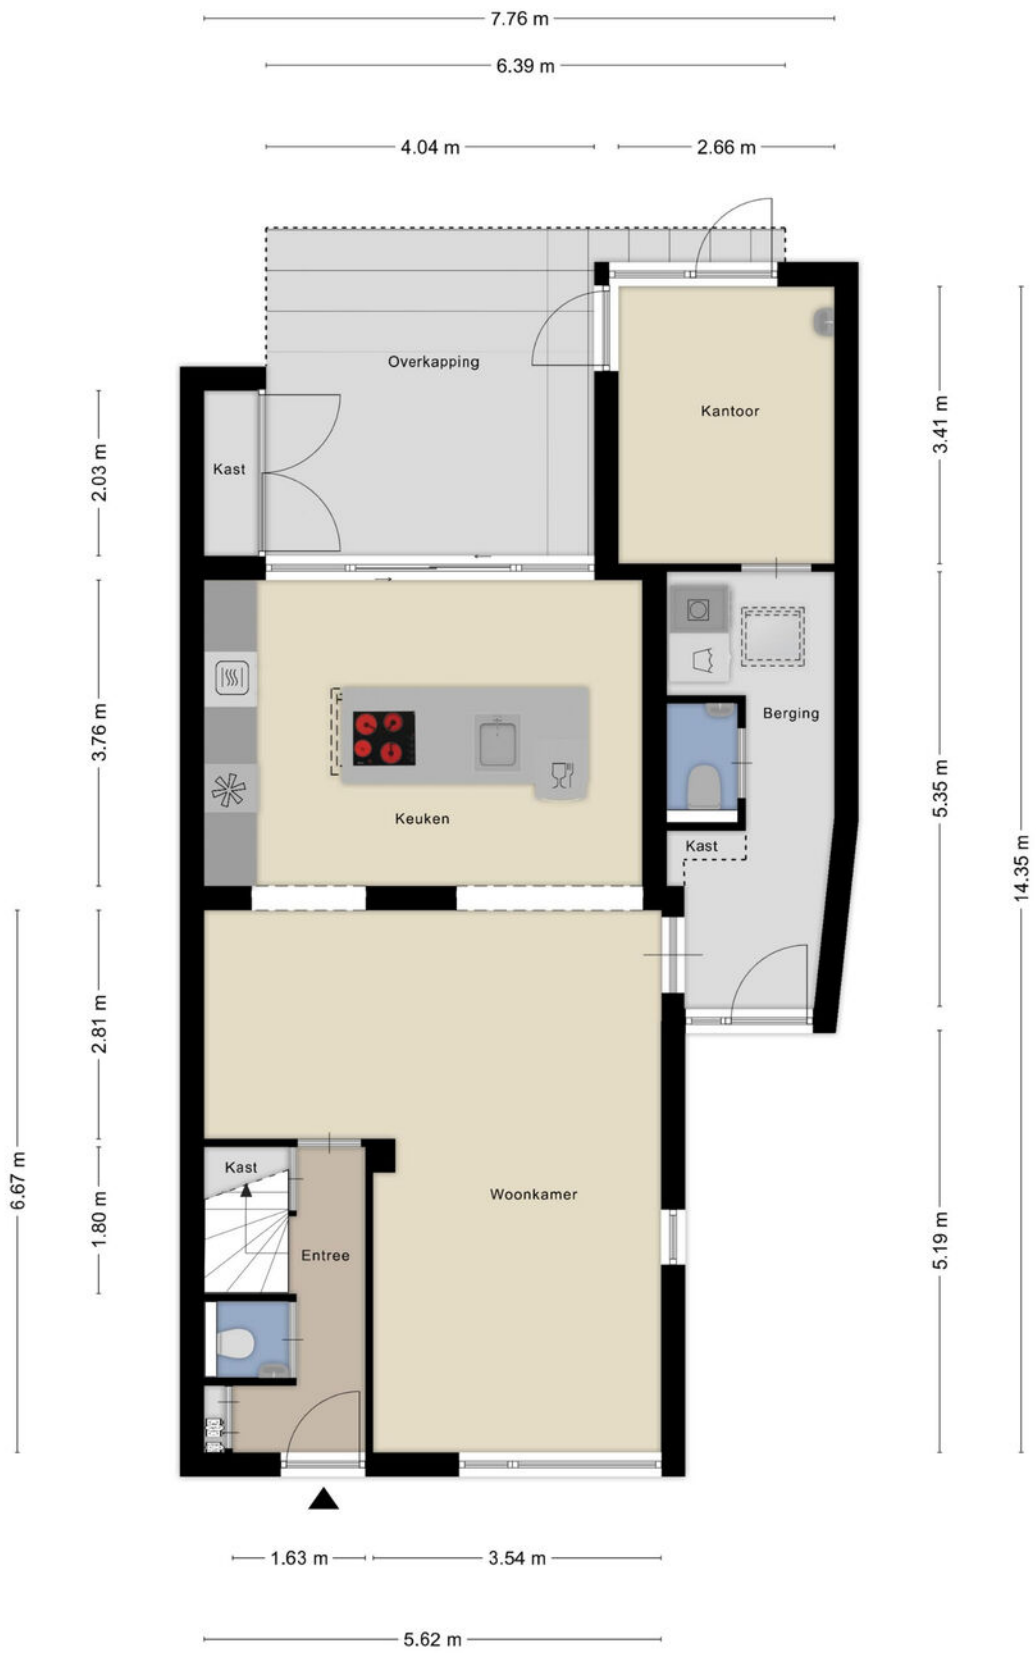 7.76 m
6.39 m
4.04 m
2.66 m
Overkapping
Kantoor
Kast
2.03 m
3.41 m
Berging
3.76 m
Keuken
Kast
5.35 m
14.35 m
2.81 m
Kast
Woonkamer
6.67 m
1.80 m
Entree
5.19 m
1.63 m
3.54 m
5.62 m